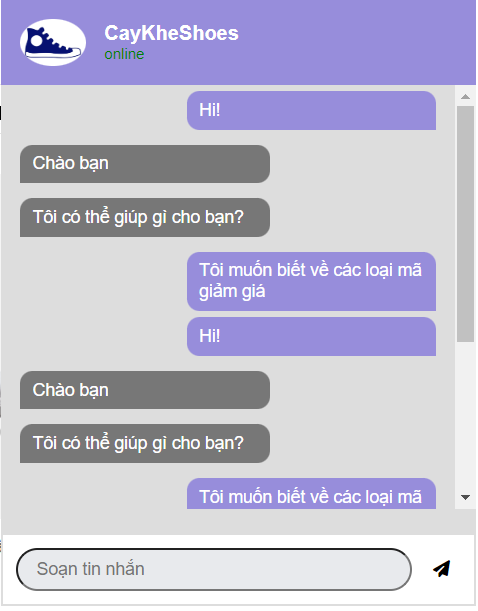 CayKheShoes
online
Hi!
Chào bạn
Tôi có thể giúp gì cho bạn?
Tôi muốn biết về các loại mã
giảm giá
Hi!
Chào bạn
Tôi có thể giúp gì cho bạn?
Tôi muốn biết về các loại mã
Soạn tin nhắn